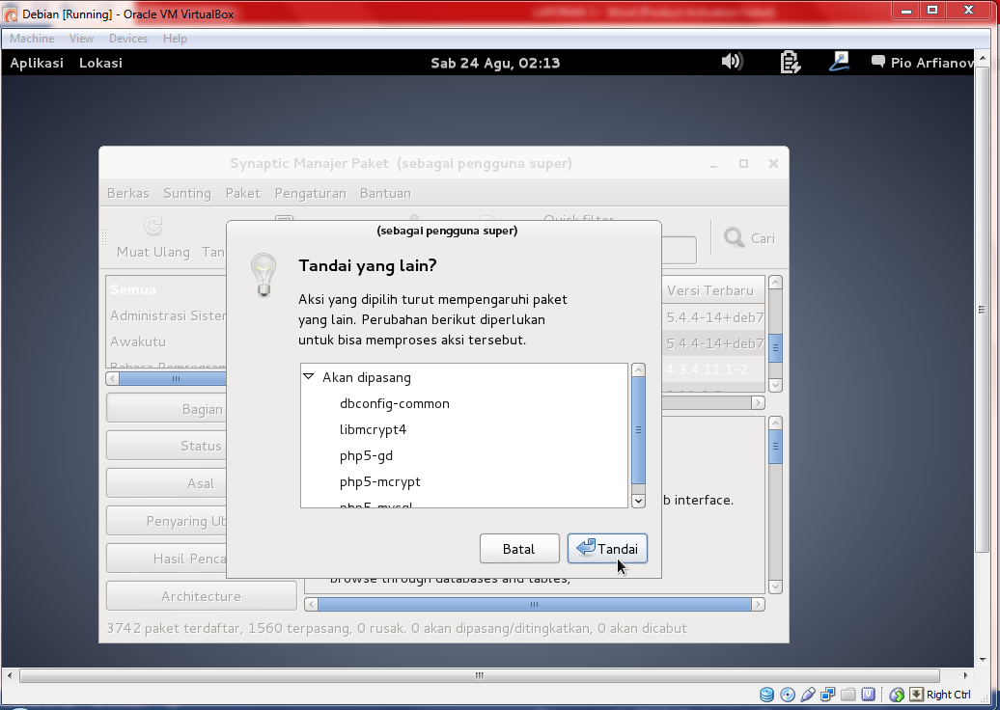 Debian [Running] - Oracle VM VirtualBox
Machine View Devices Help
Aplikasi Lokasi Sab 24 Agu, 02:13 Pio Arfianov
Synaptic Manajer Paket (sebagai pengguna super)
Berkas Sunting Paket Pengaturan Bantuan
Quick filter
Muat Ulang Tan Cari
(sebagai pengguna super)
Tandai yang lain?
Aksi yang dipilih turut mempengaruhi paket
yang lain. Perubahan berikut diperlukan
untuk bisa memproses aksi tersebut.
Akan dipasang
dbconfig-common
libmcrypt4
php5-gd
php5-mcrypt
php5-mysql
Batal Tandai
Semua
Administrasi Sister
Awakutu
Bahasa Pemrogram
Versi Terbaru
5.4.4-14+deb7
5.4.4-14+deb7
4:3.4.11.1-2
Bagian
Status
Asal
Penyaring Ub
Hasil Penca
Architecture
b interface.
browse through databases and tables,
3742 paket terdaftar, 1560 terpasang, 0 rusak. 0 akan dipasang/ditingkatkan, 0 akan dicabut
Right Ctrl